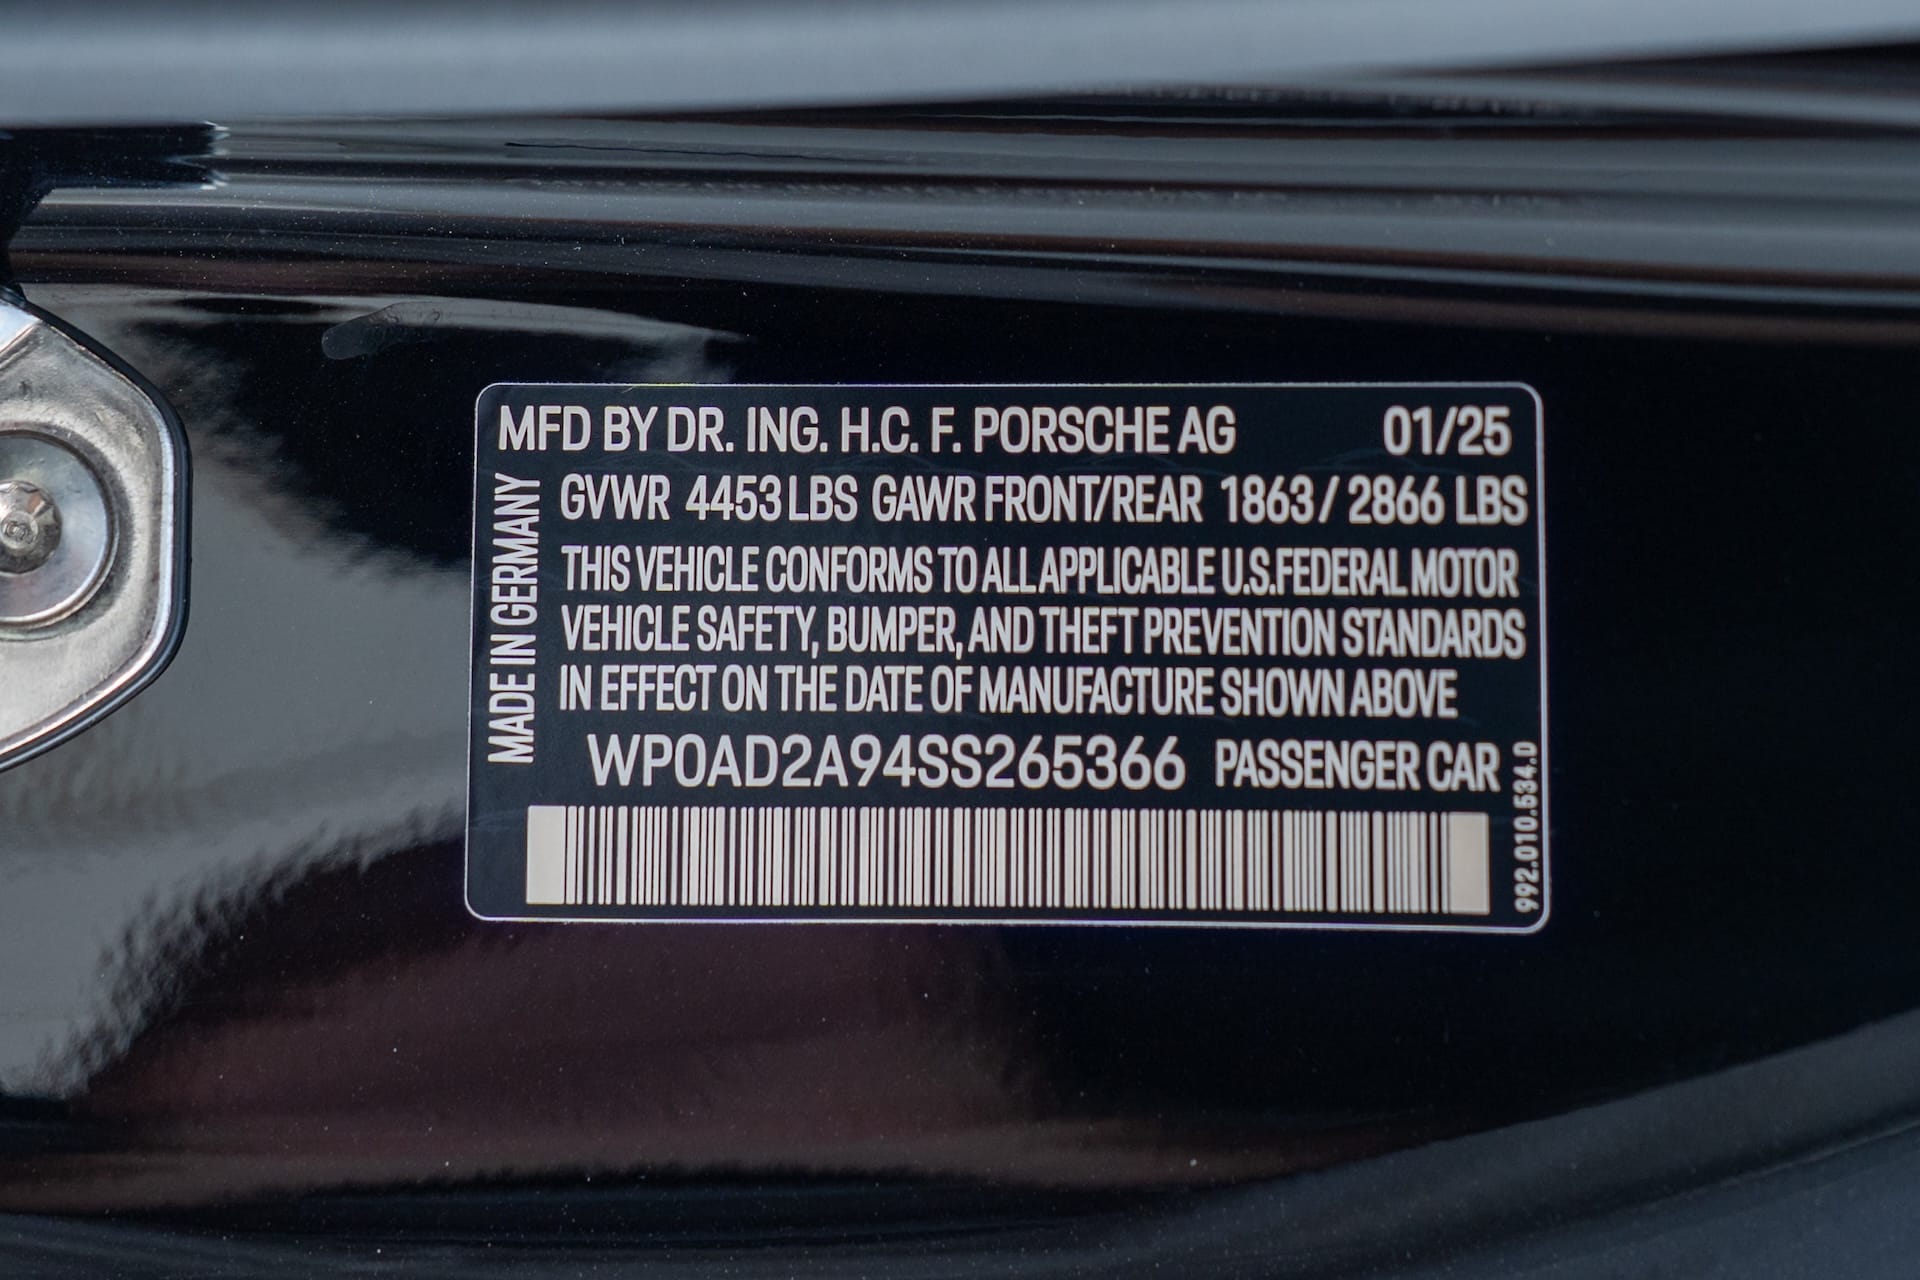 MFD BY DR. ING. H.C. F. PORSCHE AG 01/25
MADE IN GERMANY
GVWR 4453 LBS GAWR FRONT/REAR 1863 / 2866 LBS
THIS VEHICLE CONFORMS TO ALL APPLICABLE U.S.FEDERAL MOTOR
VEHICLE SAFETY, BUMPER, AND THEFT PREVENTION STANDARDS
IN EFFECT ON THE DATE OF MANUFACTURE SHOWN ABOVE
WP0AD2A94SS265366 PASSENGER CAR
992.010.534.0